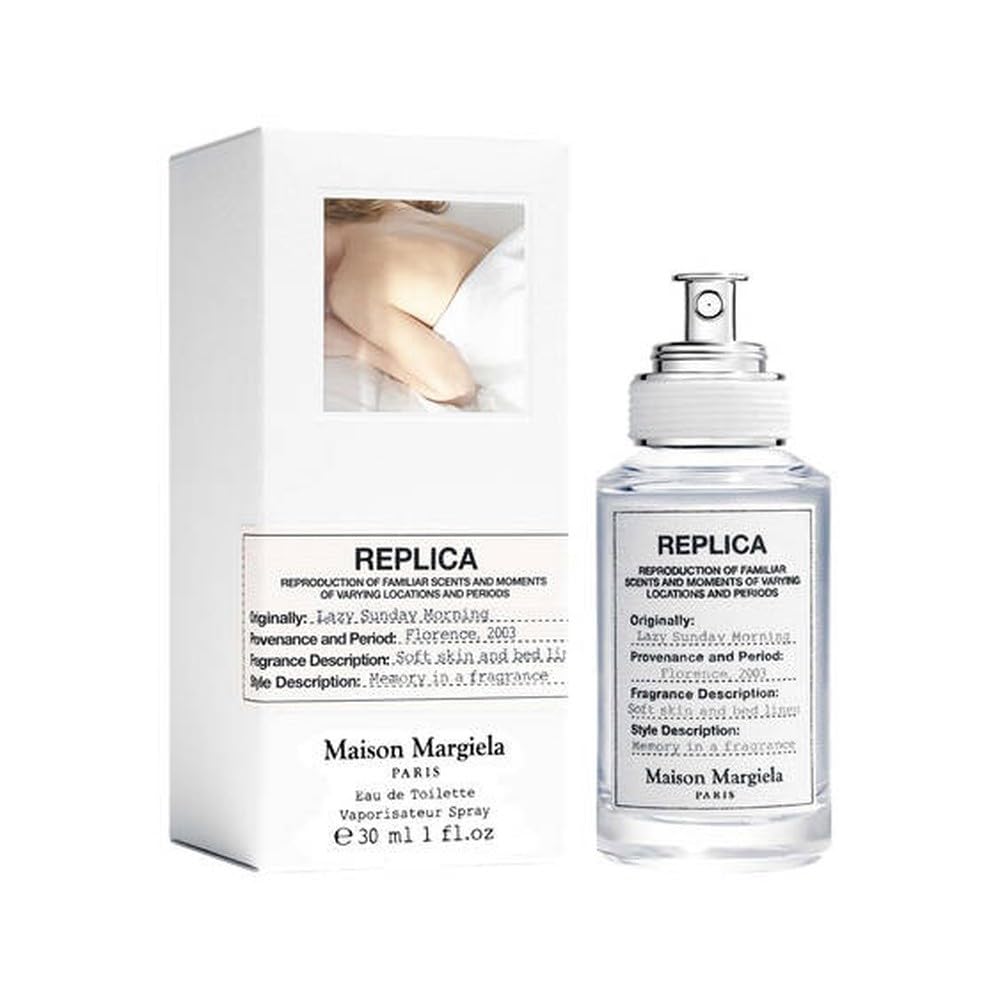 REPLICA
REPRODUCTION OF FAMILIAR SCENTS AND MOMENTS
OF VARYING LOCATIONS AND PERIODS
Originally: Lazy Sunday Morning
Provenance and Period: Florence, 2003
Fragrance Description: Soft skin and bed lin
Style Description: Memory in a fragrance
Maison Margiela
PARIS
Eau de Toilette
Vaporisateur Spray
℮ 30 ml 1 fl.oz
REPLICA
REPRODUCTION OF FAMILIAR
SCENTS AND MOMENTS OF VARYING
LOCATIONS AND PERIODS
Originally:
Lazy Sunday Morning
Provenance and Period:
Florence, 2003
Fragrance Description:
Soft skin and bed linen
Style Description:
Memory in a fragrance
Maison Margiela
PARIS